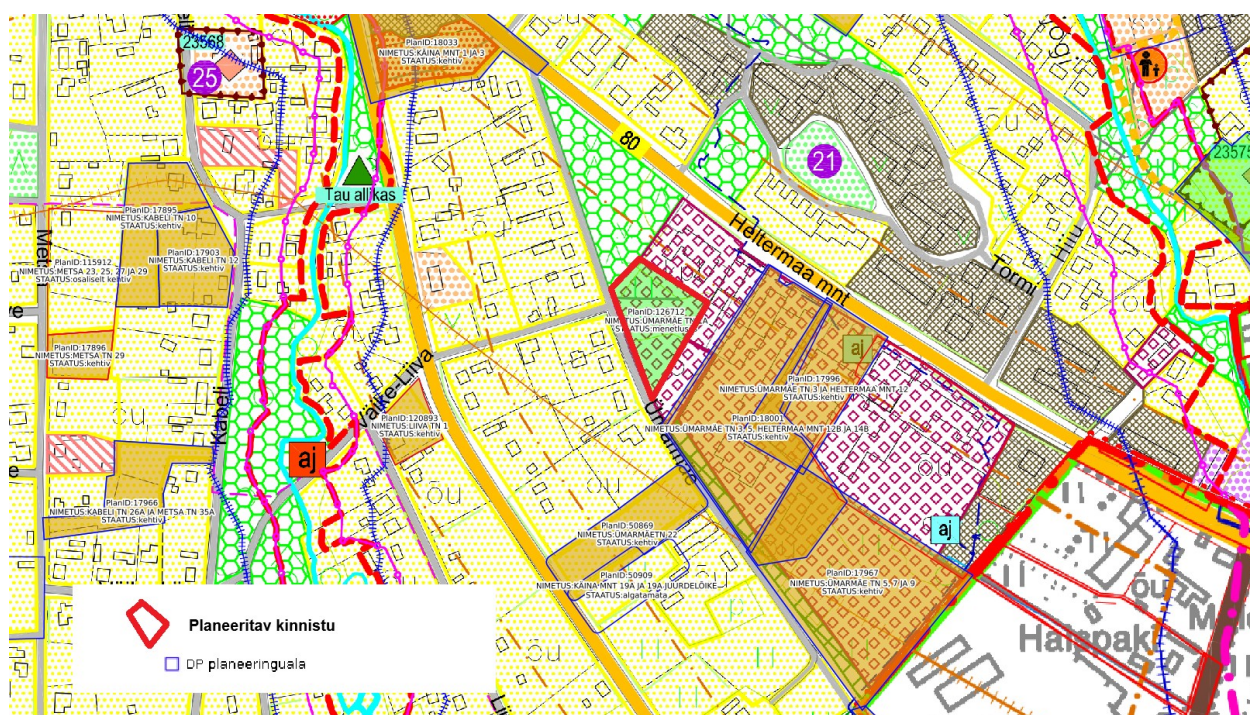 23568
25
PlanID:18033
NIMETUS:KÄINA MNT 1 JA 3
STAATUS:kehtiv
80
21
23575
Tau allikas
PlanID:17895
NIMETUS:KABELI TN 10
STAATUS:kehtiv
PlanID:17903
NIMETUS:KABELI TN 12
STAATUS:kehtiv
PlanID:115912
NIMETUS:METSA 23, 25, 27 JA 29
STAATUS:osaliselt kehtiv
Heltermaa mnt
Tormi
Liiu
PlanID:126712
PlanID:17896
NIMETUS:METSA TN 29
STAATUS:kehtiv
Väike-Liiva
Kabeli
aj
PlanID:17996
NIMETUS:ÜMARMÄE TN 3 JA HELTERMAA MNT 12
STAATUS:kehtiv
PlanID:120893
NIMETUS:LIIVA TN 1
STAATUS:kehtiv
PlanID:18001
NIMETUS:ÜMARMÄE TN 3, 5, HELTERMAA MNT 12B JA 14B
STAATUS:kehtiv
aj
õu
õu
õu
PlanID:17966
NIMETUS:KABELI TN 26A JA METSA TN 35A
STAATUS:kehtiv
PlanID:50869
NIMETUS:ÜMARMÄETN 22
STAATUS:kehtiv
aj
PlanID:50909
NIMETUS:KÄINA MNT 19A JA 19A JUURDELÕIKE
STAATUS:algatamata
PlanID:17967
NIMETUS:ÜMARMÄE TN 5, 7 JA 9
STAATUS:kehtiv
õu
õu
Planeeritav kinnistu
DP planeeringuala